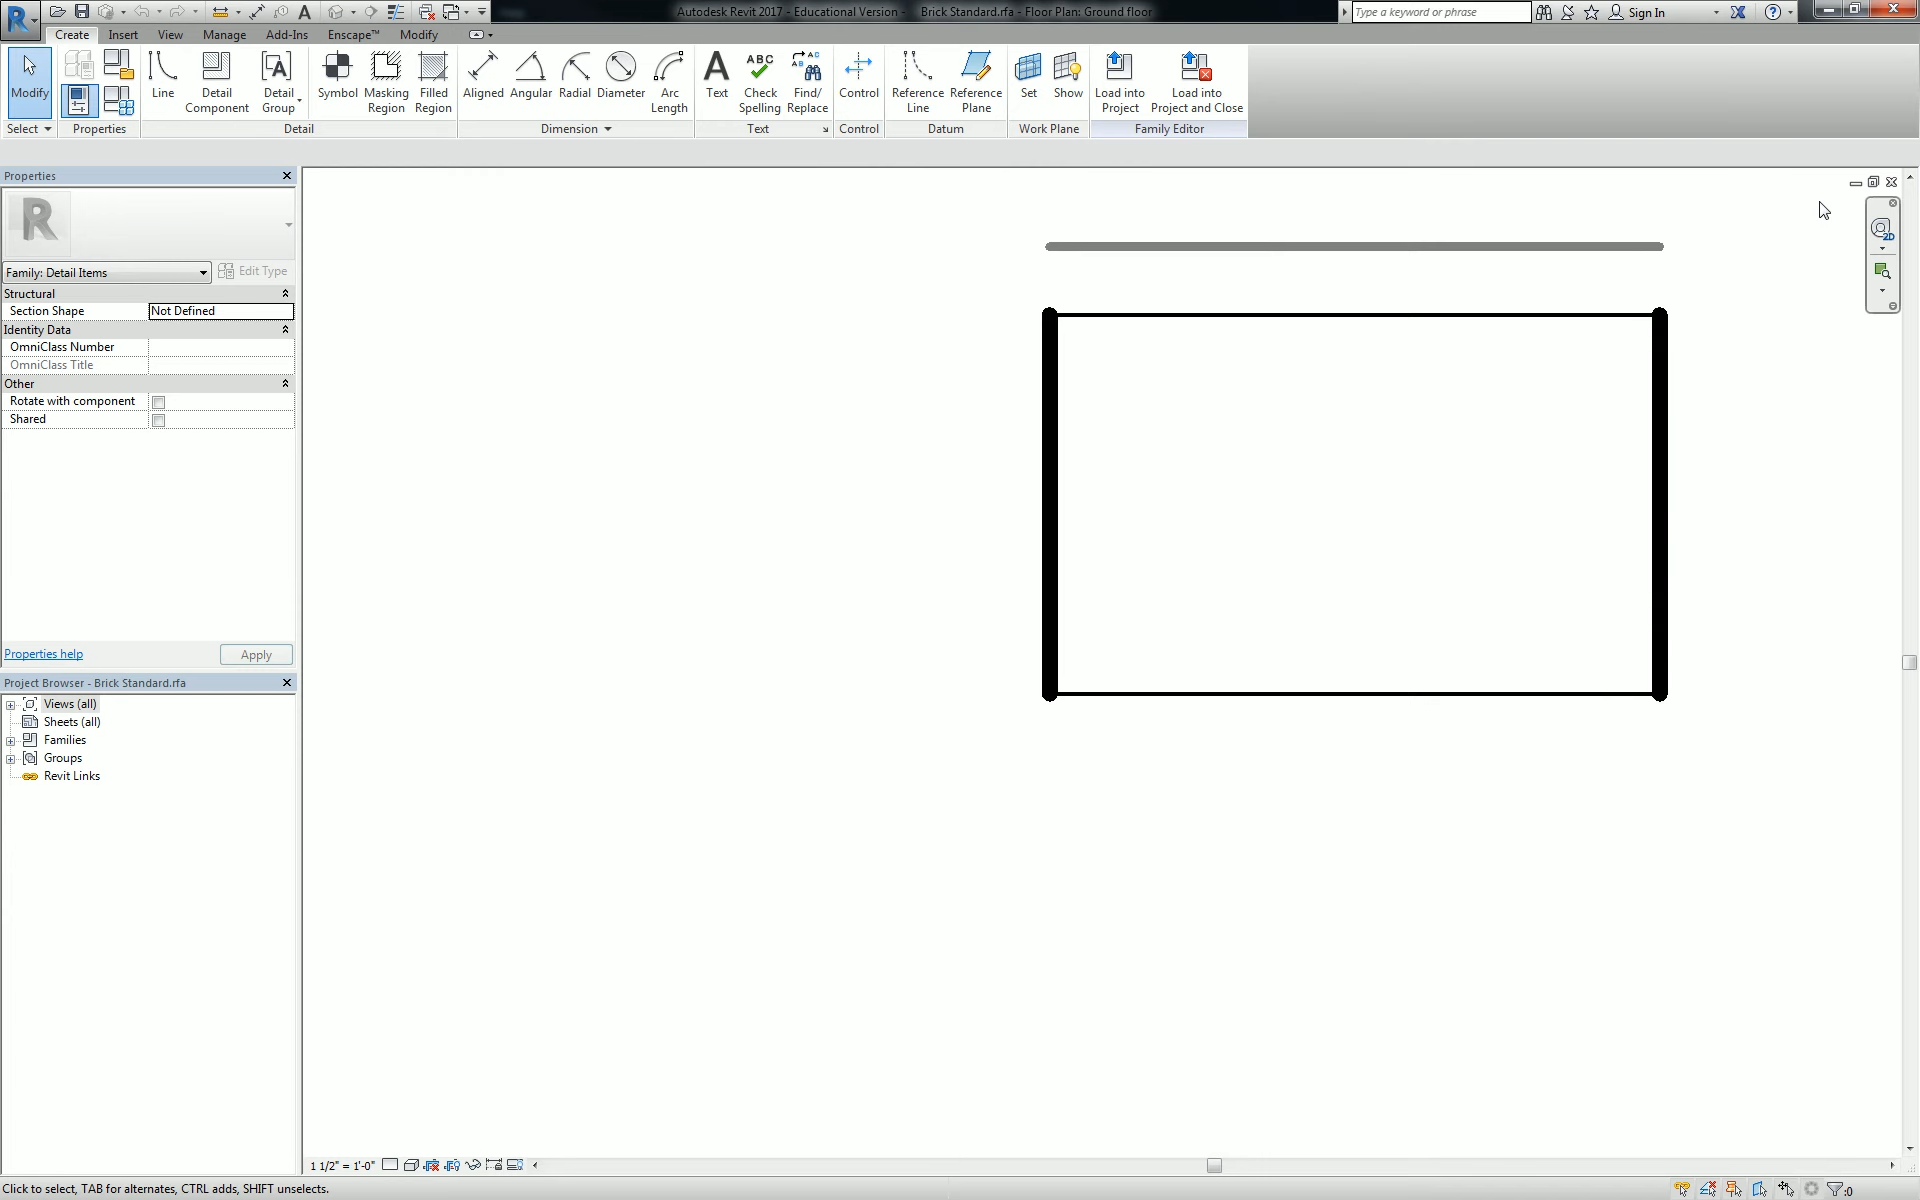 Autodesk Revit 2017 - Educational Version - Brick Standard.rfa - Floor Plan: Ground floor
Type a keyword or phrase
Sign In
Create Insert View Manage Add-Ins Enscape™ Modify
Modify
Line
Detail Component
Detail Group
Symbol
Masking Region
Filled Region
Aligned
Angular
Radial
Diameter
Arc Length
Text
Check Spelling
Find/ Replace
Control
Reference Line
Reference Plane
Set
Show
Load into Project
Load into Project and Close
Select Properties Detail Dimension Text Control Datum Work Plane Family Editor
Properties
R
Family: Detail Items
Edit Type
Structural
Section Shape Not Defined
Identity Data
OmniClass Number
OmniClass Title
Other
Rotate with component
Shared
Properties help
Apply
Project Browser - Brick Standard.rfa
Views (all)
Sheets (all)
Families
Groups
Revit Links
2D
1 1/2" = 1'-0"
Click to select, TAB for alternates, CTRL adds, SHIFT unselects.
:0